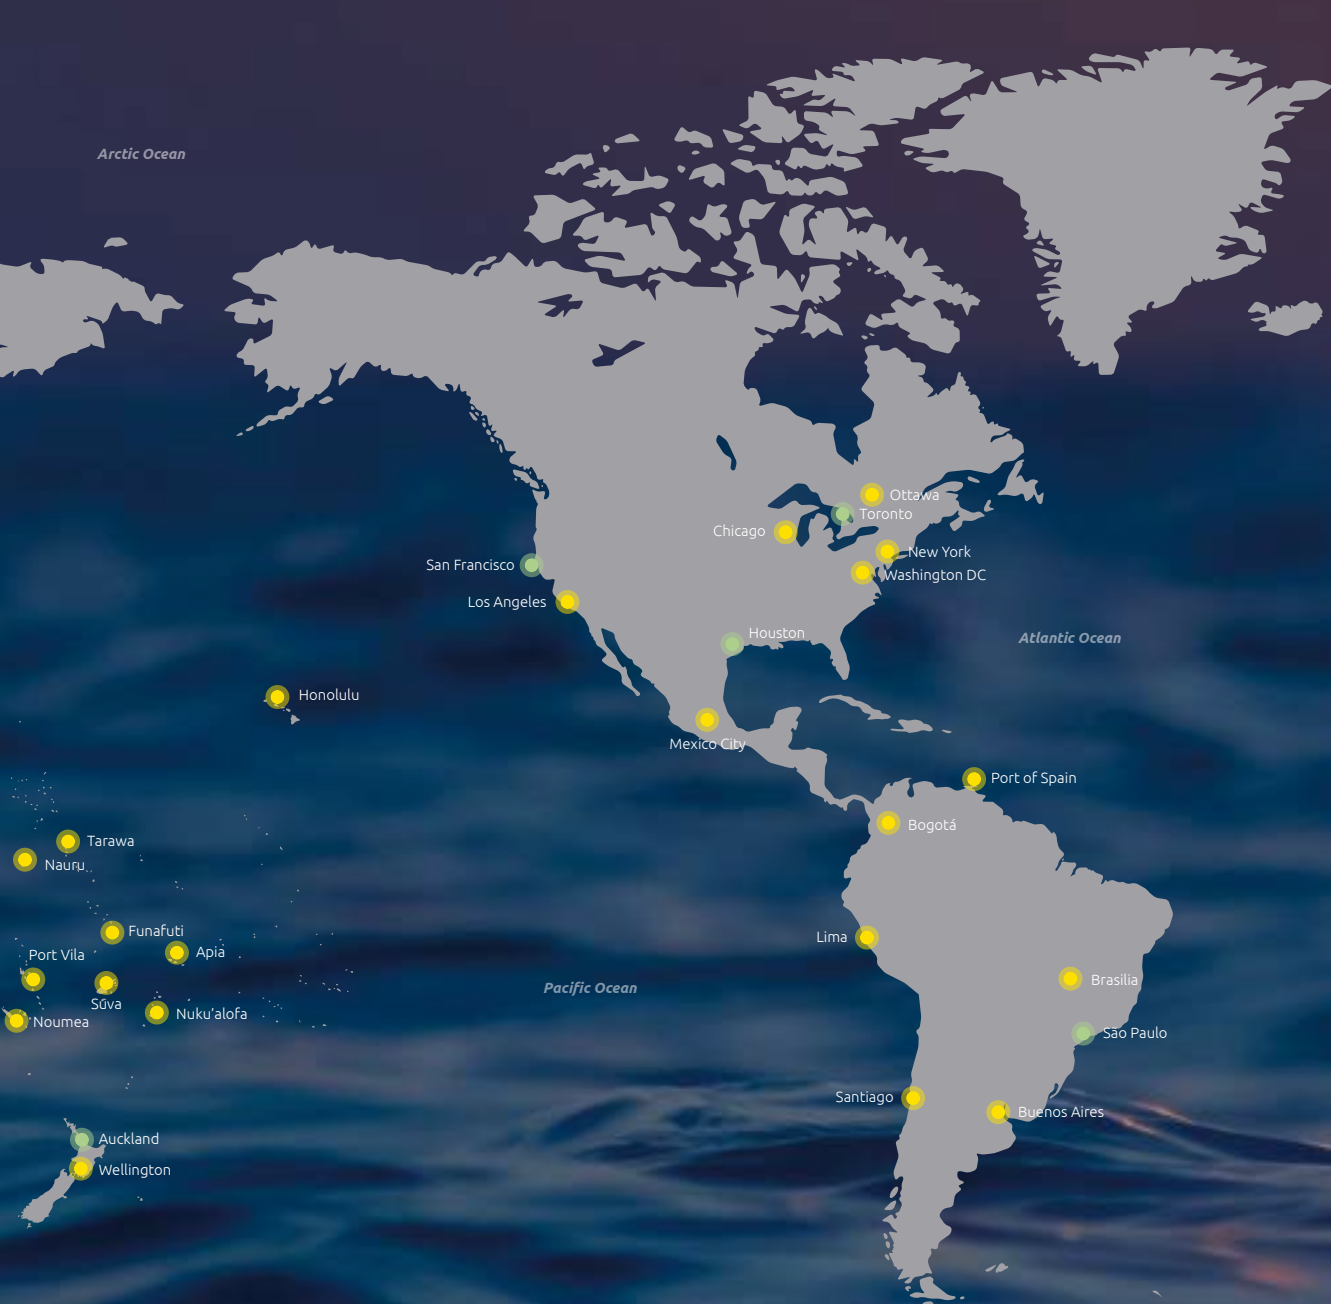 Arctic Ocean
Ottawa
Toronto
Chicago
New York
San Francisco
Washington DC
Los Angeles
Houston
Atlantic Ocean
Honolulu
Mexico City
Port of Spain
Bogotá
Tarawa
Nauru
Funafuti
Lima
Port Vila
Apia
Brasilia
Pacific Ocean
Súva
Nuku’alofa
Noumea
São Paulo
Santiago
Buenos Aires
Auckland
Wellington